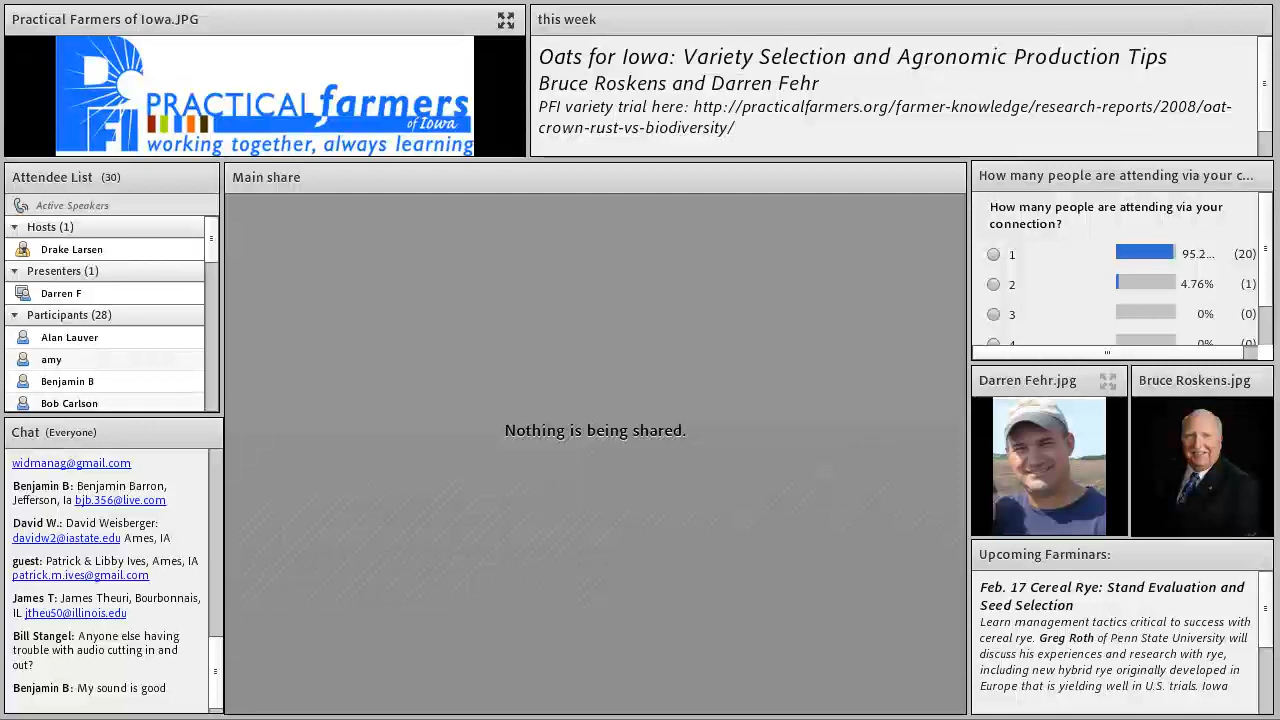 Practical Farmers of Iowa.JPG
PRACTICAL farmers
of Iowa
PFI
working together, always learning
this week
Oats for Iowa: Variety Selection and Agronomic Production Tips
Bruce Roskens and Darren Fehr
PFI variety trial here: http://practicalfarmers.org/farmer-knowledge/research-reports/2008/oat-
crown-rust-vs-biodiversity/
Attendee List (30)
Active Speakers
Hosts (1)
Drake Larsen
Presenters (1)
Darren F
Participants (28)
Alan Lauver
amy
Benjamin B
Bob Carlson
Chat (Everyone)
widmanag@gmail.com
Benjamin B: Benjamin Barron,
Jefferson, Ia bjb.356@live.com
David W.: David Weisberger:
davidw2@iastate.edu Ames, IA
guest: Patrick & Libby Ives, Ames, IA
patrick.m.ives@gmail.com
James T: James Theuri, Bourbonnais,
IL jtheu50@illinois.edu
Bill Stangel: Anyone else having
trouble with audio cutting in and
out?
Benjamin B: My sound is good
Main share
Nothing is being shared.
How many people are attending via your c...
How many people are attending via your
connection?
1 95.2... (20)
2 4.76% (1)
3 0% (0)
4 0% (0)
Darren Fehr.jpg
Bruce Roskens.jpg
Upcoming Farminars:
Feb. 17 Cereal Rye: Stand Evaluation and
Seed Selection
Learn management tactics critical to success with
cereal rye. Greg Roth of Penn State University will
discuss his experiences and research with rye,
including new hybrid rye originally developed in
Europe that is yielding well in U.S. trials. Iowa